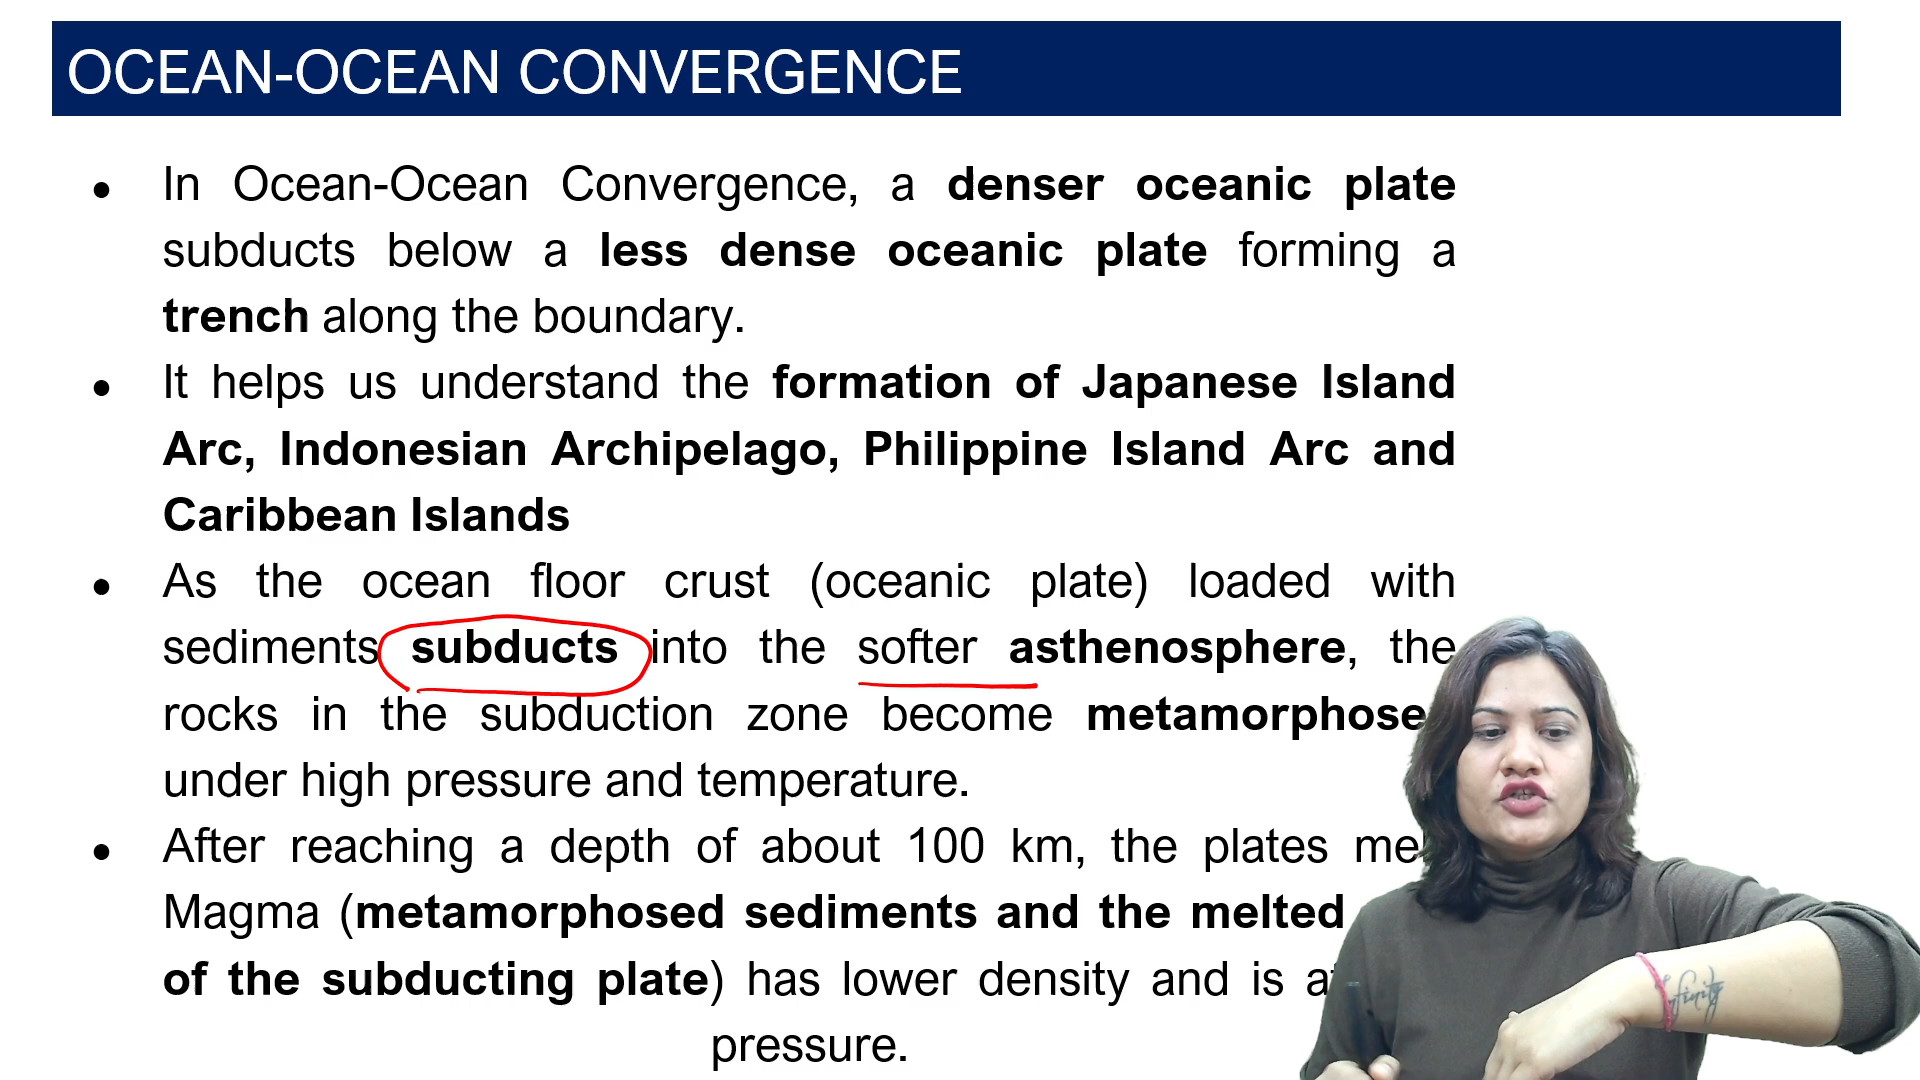 OCEAN-OCEAN CONVERGENCE
● In Ocean-Ocean Convergence, a denser oceanic plate
subducts below a less dense oceanic plate forming a
trench along the boundary.
● It helps us understand the formation of Japanese Island
Arc, Indonesian Archipelago, Philippine Island Arc and
Caribbean Islands
● As the ocean floor crust (oceanic plate) loaded with
sediments subducts into the softer asthenosphere, the
rocks in the subduction zone become
under high pressure and temperature.
● After reaching a depth of about 100 km, the plates
Magma (metamorphosed sediments and the melted
of the subducting plate) has lower density and is
pressure.